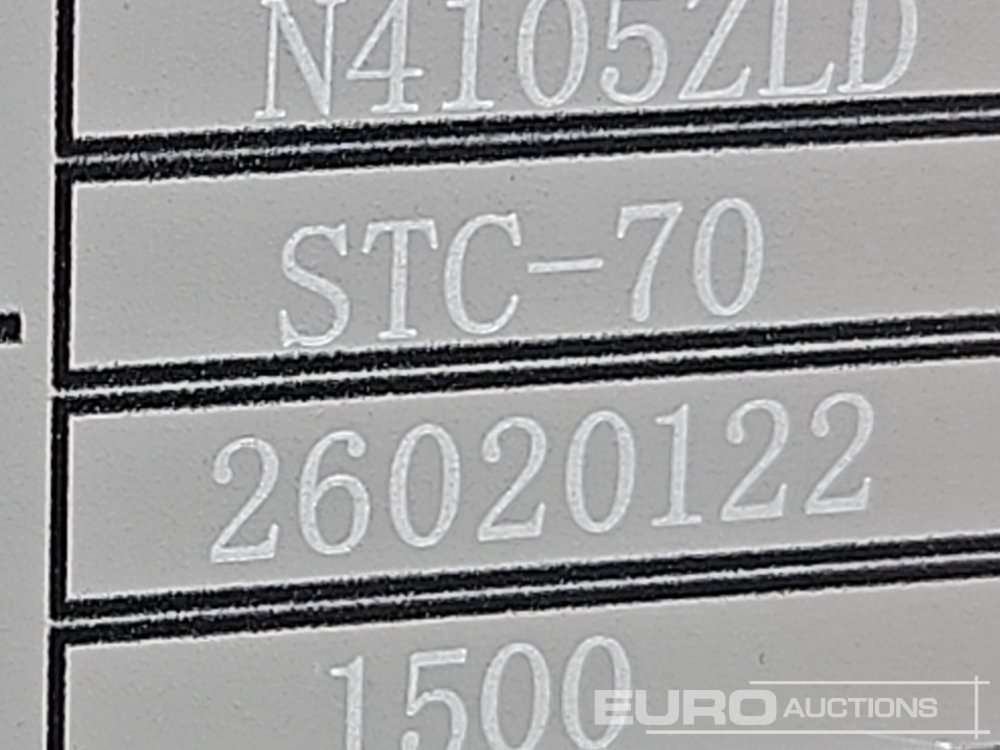 N4105ZLD
STC-70
26020122
1500
EURO AUCTIONS